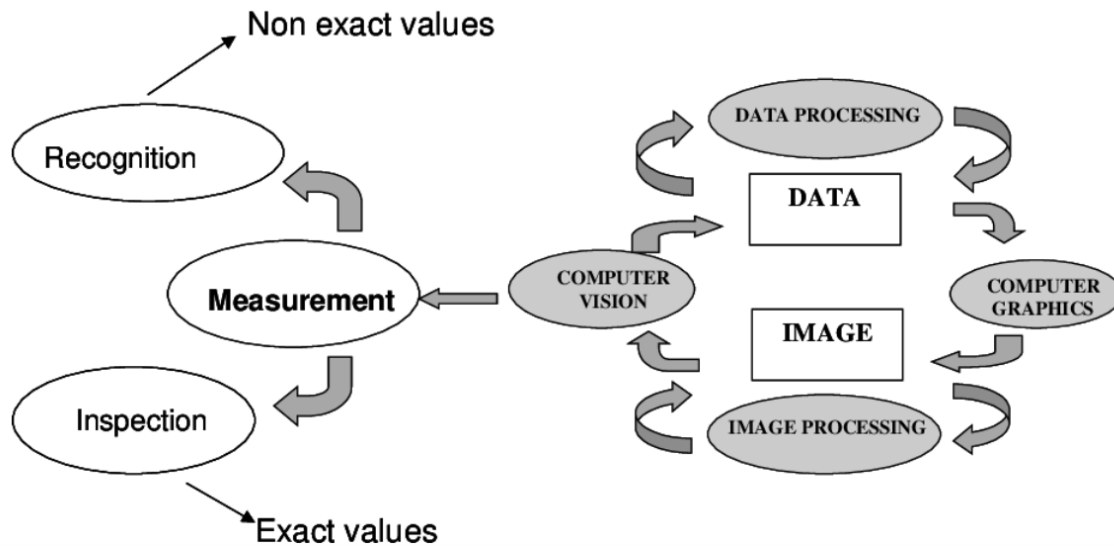 Non exact values
Recognition
Measurement
Inspection
Exact values
DATA PROCESSING
DATA
COMPUTER
VISION
COMPUTER
GRAPHICS
IMAGE
IMAGE PROCESSING